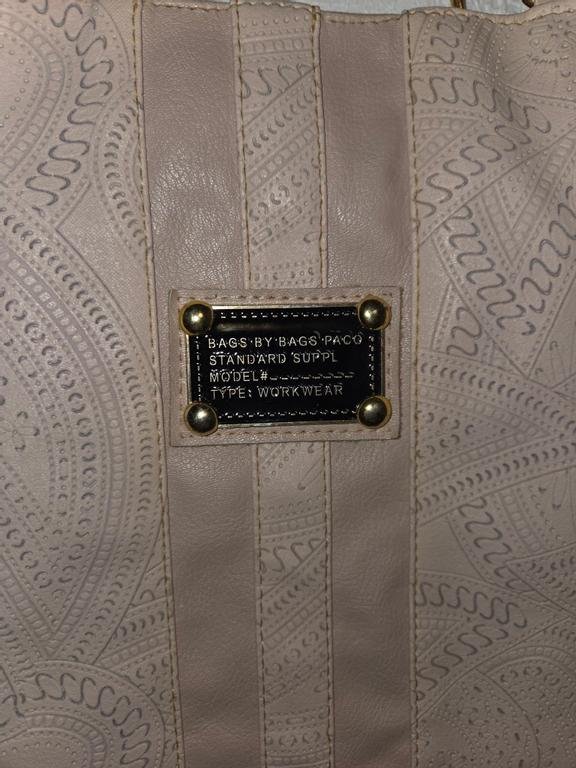 BAGS BY BAGS PACO
STANDARD SUPPL
MODEL#
TYPE: WORKWEAR